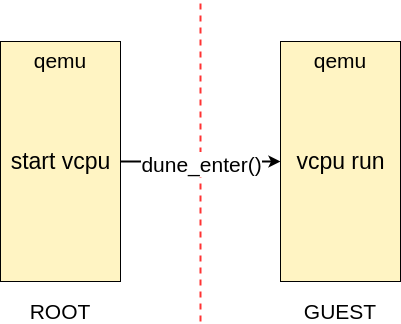 qemu
qemu
start vcpu
dune_enter()
vcpu run
ROOT
GUEST